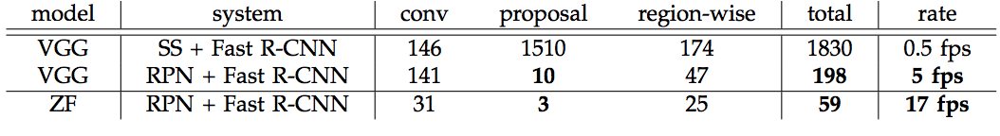 model system conv proposal region-wise total rate
VGG SS + Fast R-CNN 146 1510 174 1830 0.5 fps
VGG RPN + Fast R-CNN 141 10 47 198 5 fps
ZF RPN + Fast R-CNN 31 3 25 59 17 fps